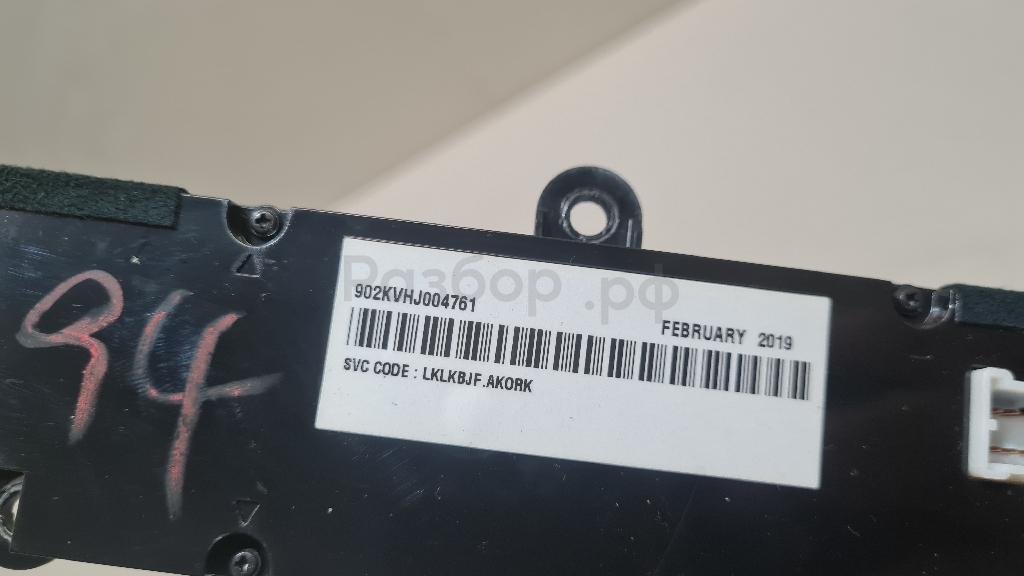 Разбор.рф
902KVHJ004761
FEBRUARY 2019
SVC CODE : LKLKBJF.AKORK
94